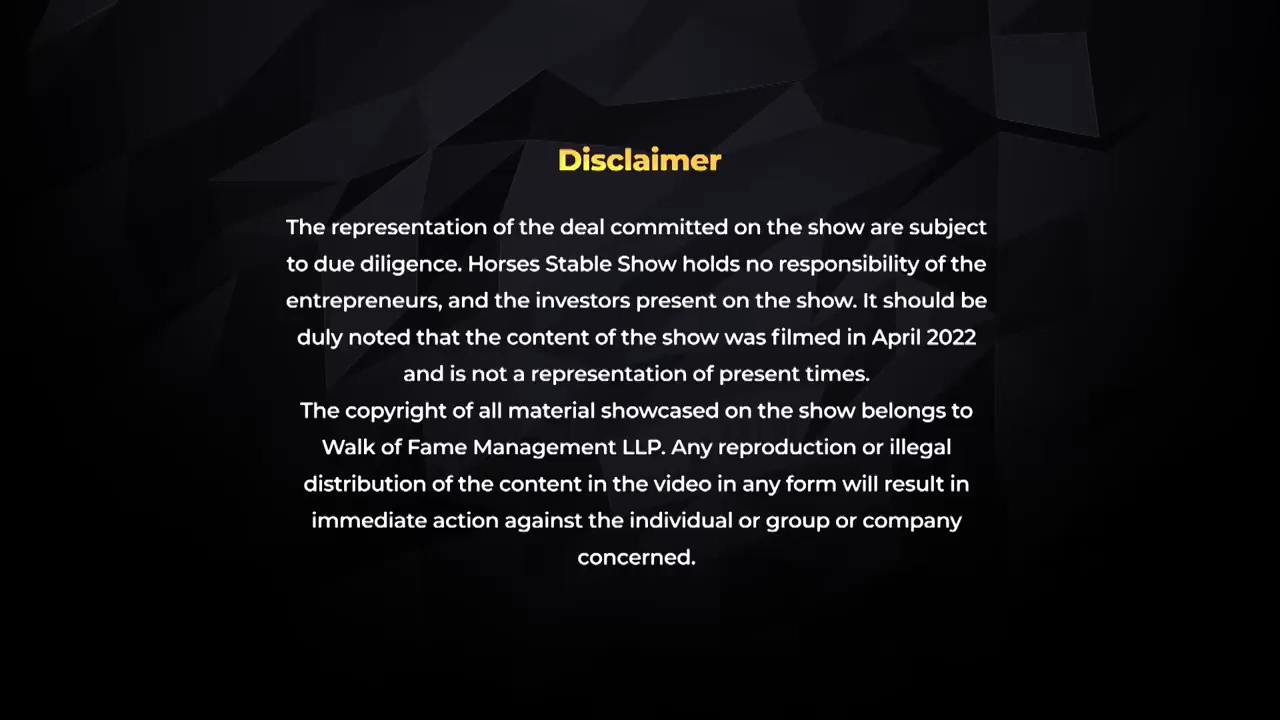 Disclaimer
The representation of the deal committed on the show are subject
to due diligence. Horses Stable Show holds no responsibility of the
entrepreneurs, and the investors present on the show. It should be
duly noted that the content of the show was filmed in April 2022
and is not a representation of present times.
The copyright of all material showcased on the show belongs to
Walk of Fame Management LLP. Any reproduction or illegal
distribution of the content in the video in any form will result in
immediate action against the individual or group or company
concerned.